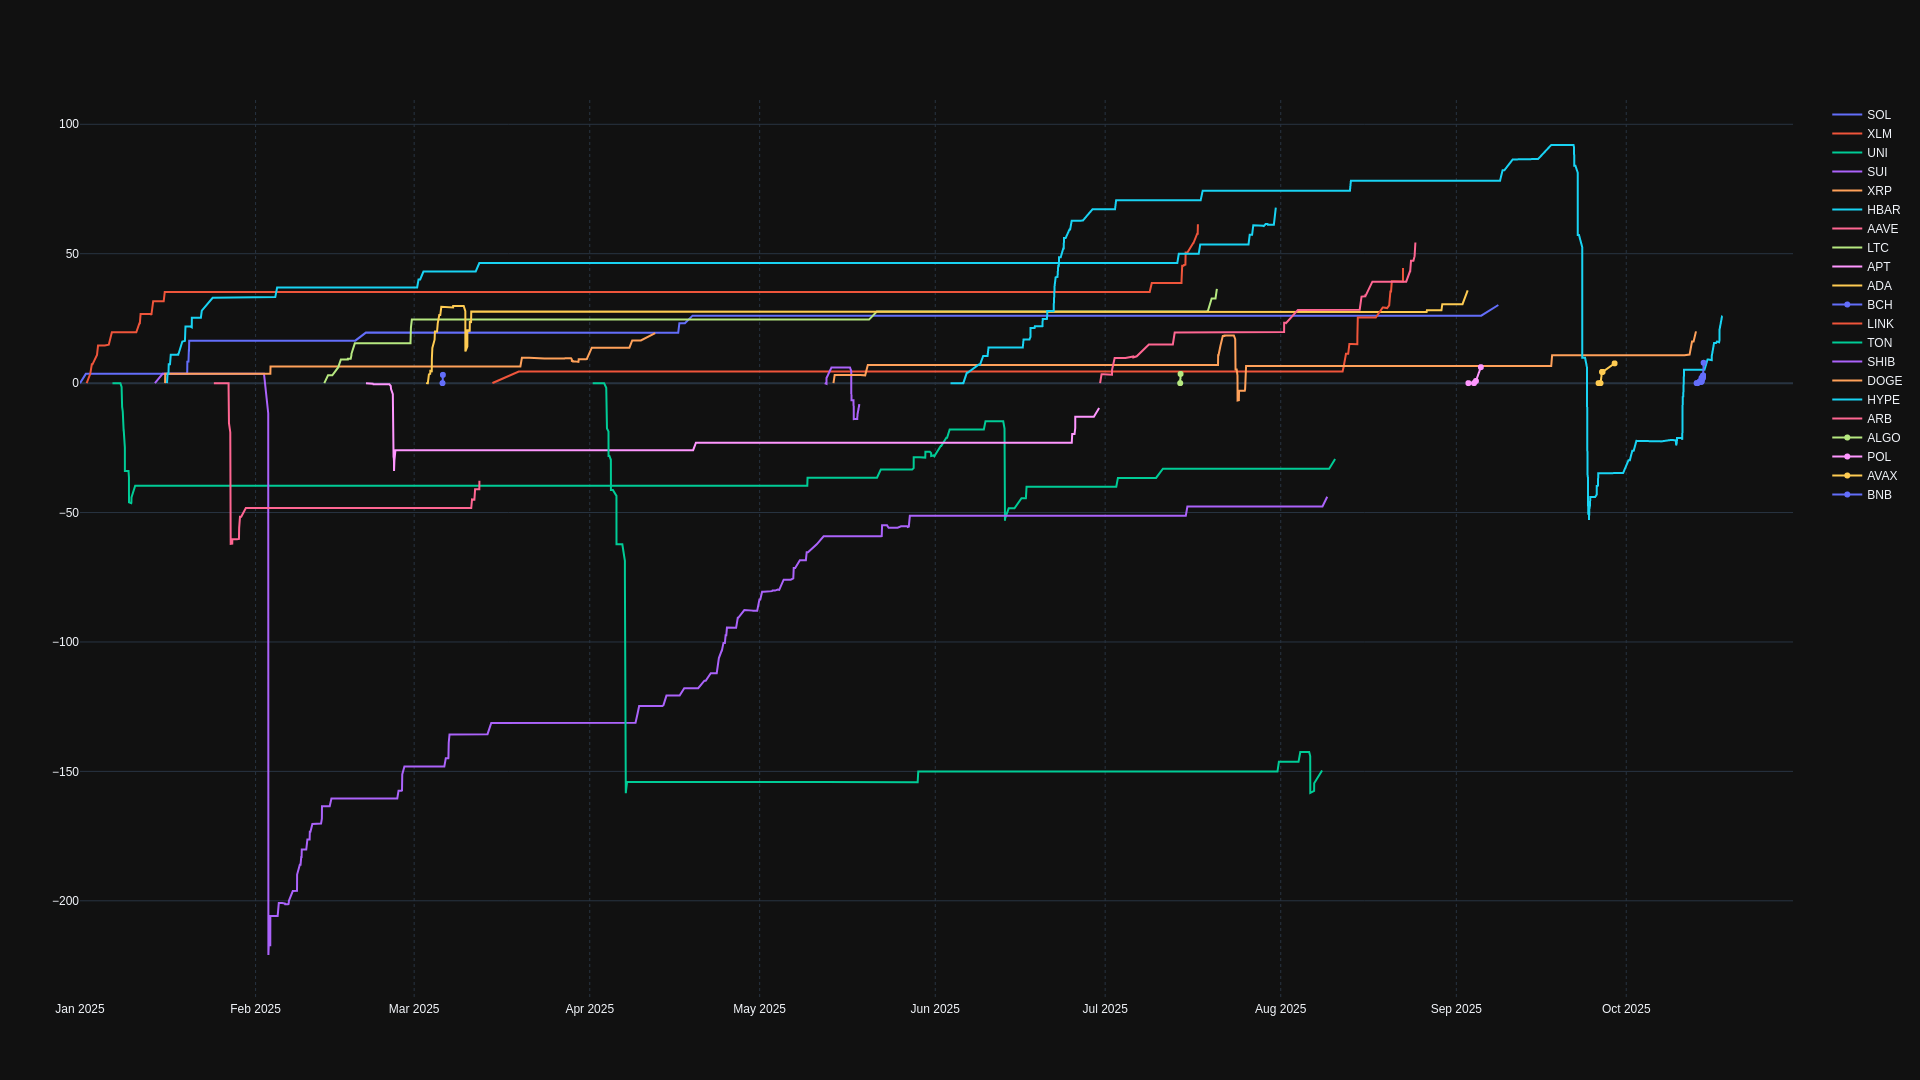 100
50
0
−50
−100
−150
−200
Jan 2025
Feb 2025
Mar 2025
Apr 2025
May 2025
Jun 2025
Jul 2025
Aug 2025
Sep 2025
Oct 2025
SOL
XLM
UNI
SUI
XRP
HBAR
AAVE
LTC
APT
ADA
BCH
LINK
TON
SHIB
DOGE
HYPE
ARB
ALGO
POL
AVAX
BNB